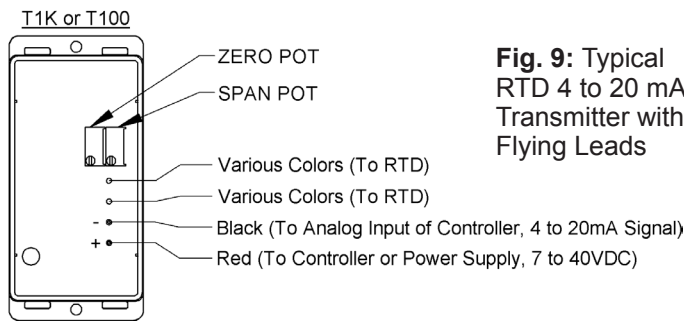 T1K or T100
ZERO POT
SPAN POT
Fig. 9: Typical
RTD 4 to 20 mA
Transmitter with
Flying Leads
Various Colors (To RTD)
Various Colors (To RTD)
- Black (To Analog Input of Controller, 4 to 20mA Signal)
+ Red (To Controller or Power Supply, 7 to 40VDC)